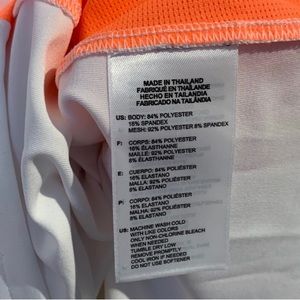 MADE IN THAILAND
FABRIQUÉ EN THAÏLANDE
HECHO EN TAILANDIA
FABRICADO NA TAILÂNDIA
US: BODY: 84% POLYESTER
16% SPANDEX
MESH: 92% POLYESTER 8% SPANDEX
F: CORPS: 84% POLYESTER
16% ÉLASTHANNE
MAILLE: 92% POLYESTER
8% ÉLASTHANNE
E: CUERPO: 84% POLIÉSTER
16% ELASTANO
MALLA: 92% POLIÉSTER
8% ELASTANO
P: CORPO: 84% POLIÉSTER
16% ELASTANO
MALHA: 92% POLIÉSTER
8% ELASTANO
US: MACHINE WASH COLD
WITH LIKE COLORS
ONLY NON-CHLORINE BLEACH
WHEN NEEDED
TUMBLE DRY LOW
REMOVE PROMPTLY
COOL IRON IF NEEDED
DO NOT USE SOFTENER